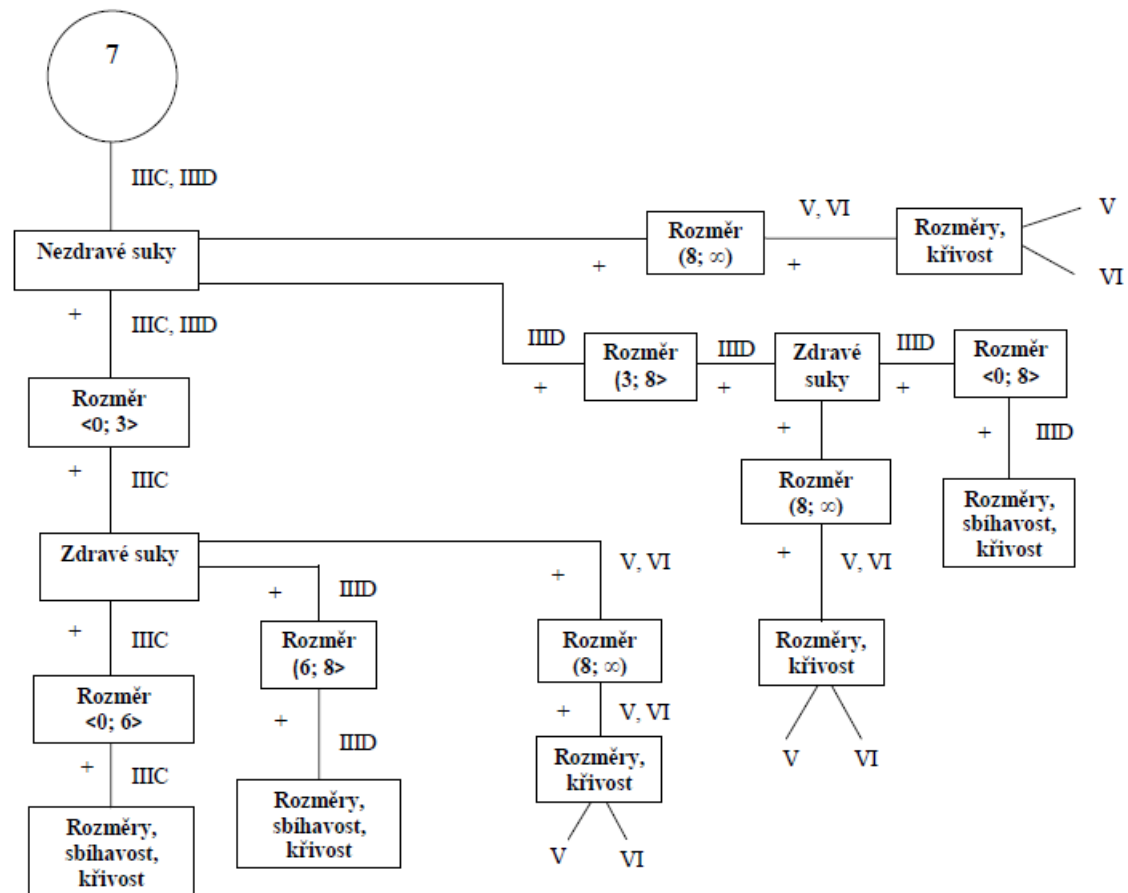 7
IIIC, IIID
Nezdravé suky
+
Rozměr
(8; ∞)
V, VI
+
Rozměry,
křivost
V
VI
+
IIIC, IIID
IIID
+
Rozměr
(3; 8>
IIID
+
Zdravé
suky
IIID
+
Rozměr
<0; 8>
+
IIID
Rozměry,
sbíhavost,
křivost
+
Rozměr
(8; ∞)
+
V, VI
Rozměry,
křivost
V
VI
Rozměr
<0; 3>
+
IIIC
Zdravé suky
+
IIIC
+
IIID
+
V, VI
Rozměr
<0; 6>
Rozměr
(6; 8>
Rozměr
(8; ∞)
+
IIIC
+
IIID
+
V, VI
Rozměry,
sbíhavost,
křivost
Rozměry,
sbíhavost,
křivost
Rozměry,
křivost
V
VI